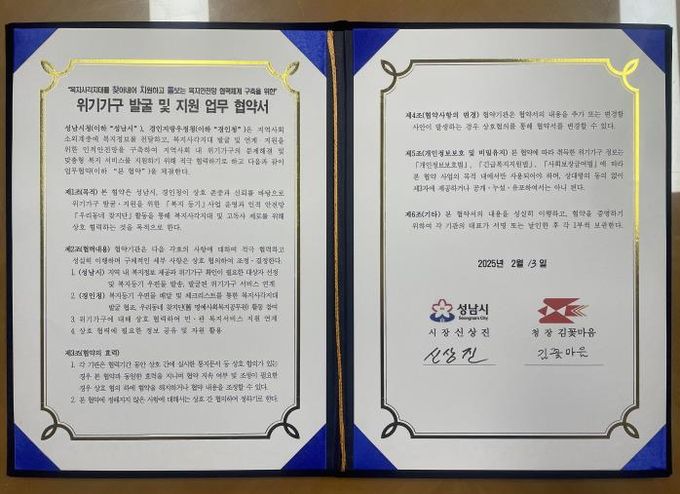 "복지사각지대를 찾아내어 지원하고 돌보는 복지안전망 협력체계 구축을 위한"
위기가구 발굴 및 지원 업무 협약서
성남시청(이하 "성남시"), 경인지방우정청(이하 "경인청")은 지역사회
소외계층에 복지정보를 전달하고, 복지사각지대 발굴 및 연계·지원을
위한 인적안전망을 구축하여 지역사회 내 위기가구의 문제해결 및
맞춤형 복지 서비스를 지원하기 위해 적극 협력하기로 하고 다음과 같이
업무협약(이하 "본 협약")을 체결한다.
제1조(목적) 본 협약은 성남시, 경인청이 상호 존중과 신뢰를 바탕으로
위기가구 발굴·지원을 위한 「복지 등기」사업 운영과 인적 안전망
「우리동네 갖지만」활동을 통해 복지사각지대 및 고독사 제로를 위해
상호 협력하는 것을 목적으로 한다.
제2조(협력내용) 협약기관은 다음 각호의 사항에 대하여 적극 협력하고
성실히 이행하며 구체적인 세부 사항은 상호 협의하여 조정·결정한다.
1. (성남시) 지역 내 복지정보 제공과 위기가구 확인이 필요한 대상자 선정
및 복지등기 우편물 발송, 발굴된 위기가구 서비스 연계
2. (경인청) 복지등기 우편물 배달 및 체크리스트를 통한 복지사각지대
발굴 협조, 우리동네 갖지만(舊 명예사회복지공무원) 활동 참여
3. 위기가구에 대해 상호 협력하여 민·관 복지서비스 지원 연계
4. 상호 협력에 필요한 정보 공유 및 자원 활용
제3조(협약의 효력)
1. 각 기관은 협력기간 동안 상호 간에 실시한 통지문서 등 상호 합의가 있는
경우 본 협약과 동일한 효력을 지니며 협약 지속 여부 및 조정이 필요한
경우 상호 협의 하에 협약을 해지하거나 협약 내용을 조정할 수 있다.
2. 본 협약에 정해지지 않은 사항에 대해서는 상호 간 협의하여 정하기로 한다.
제4조(협약사항의 변경) 협약기관은 협약서의 내용을 추가 또는 변경할
사안이 발생하는 경우 상호협의를 통해 협약서를 변경할 수 있다.
제5조(개인정보보호 및 비밀유지) 본 협약에 따라 취득한 위기가구 정보는
「개인정보보호법」, 「긴급복지지원법」, 「사회보장급여법」에 따라
본 협약 사업의 목적 내에서만 사용되어야 하며, 상대방의 동의 없이
제3자에 제공하거나 공개·누설·유포하여서는 아니 된다.
제6조(기타) 본 협약서의 내용을 성실히 이행하고, 협약을 증명하기
위하여 각 기관의 대표가 서명 또는 날인한 후 각 1부씩 보관한다.
2025년 2월 13일
성남시
Seongnam City
시장 신상진
청장 김꽃마음
신상진
김꽃마음